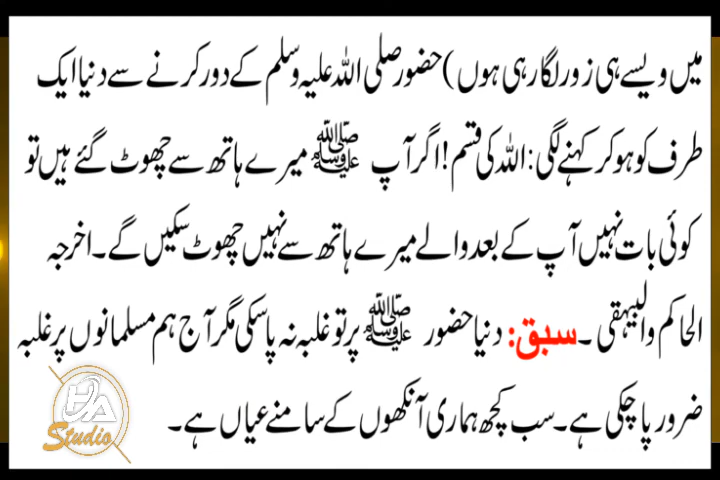 میں ویسے ہی زور لگا رہی ہوں) حضور صلی اللہ علیہ وسلم کے دور کرنے سے دنیا ایک
طرف کو ہو کر کہنے لگی: اللہ کی قسم! اگر آپ ﷺ میرے ہاتھ سے چھوٹ گئے ہیں تو
کوئی بات نہیں آپ کے بعد والے میرے ہاتھ سے نہیں چھوٹ سکیں گے۔ اخرجہ
الحاکم والبیہقی۔ سبق: دنیا حضور ﷺ پر تو غلبہ نہ پا سکی مگر آج ہم مسلمانوں پر غلبہ
ضرور پا چکی ہے۔ سب کچھ ہماری آنکھوں کے سامنے عیاں ہے۔
Studio